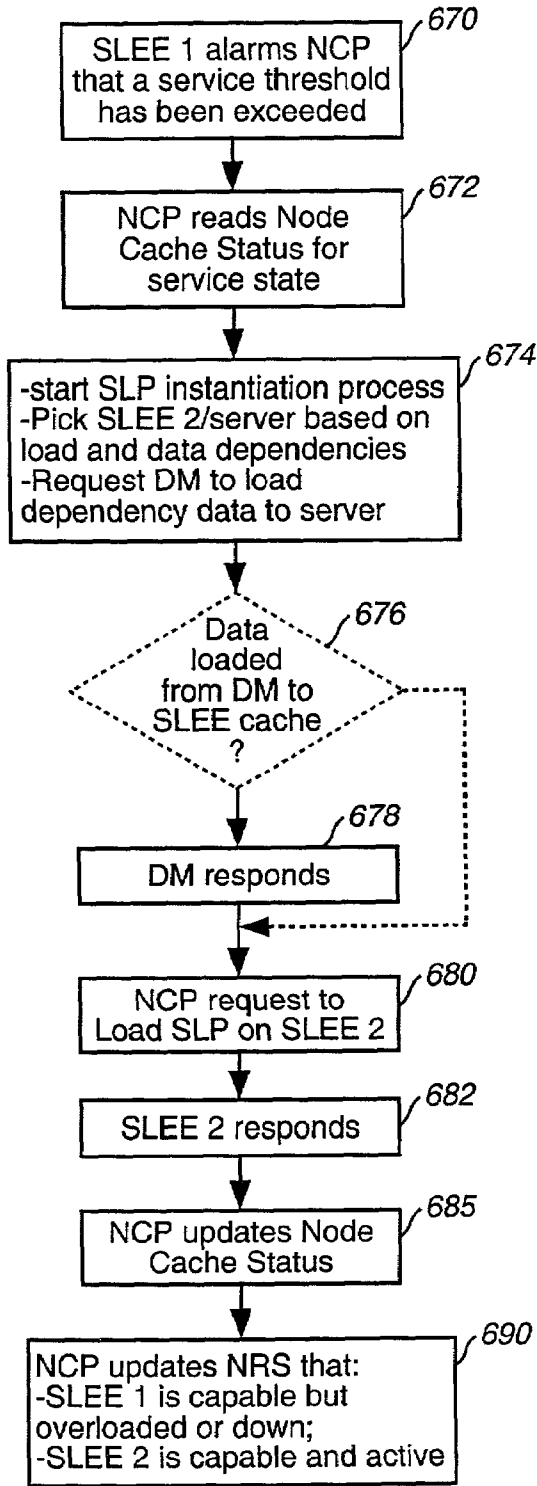 670
SLEE 1 alarms NCP
that a service threshold
has been exceeded
672
NCP reads Node
Cache Status for
service state
674
-start SLP instantiation process
-Pick SLEE 2/server based on
load and data dependencies
-Request DM to load
dependency data to server
676
Data
loaded
from DM to
SLEE cache
?
678
DM responds
680
NCP request to
Load SLP on SLEE 2
682
SLEE 2 responds
685
NCP updates Node
Cache Status
690
NCP updates NRS that:
-SLEE 1 is capable but
overloaded or down;
-SLEE 2 is capable and active